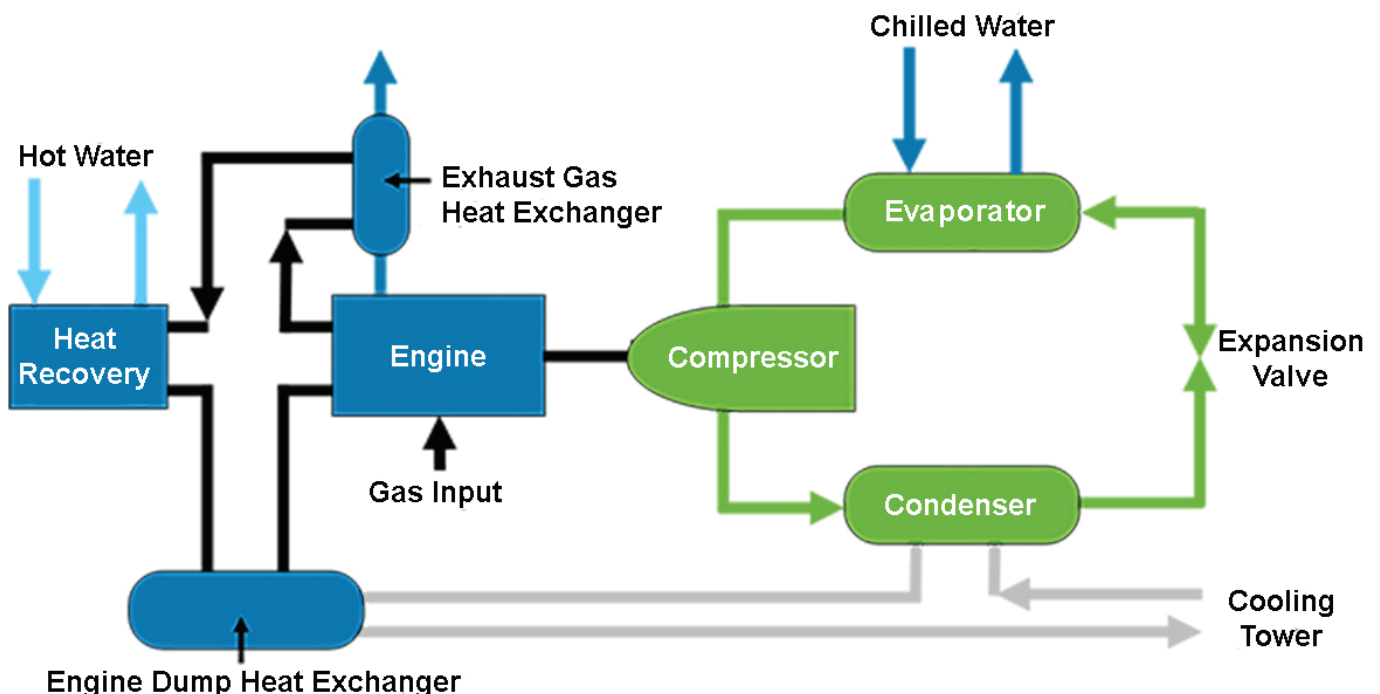 Chilled Water
Hot Water
Exhaust Gas
Heat Exchanger
Evaporator
Heat
Recovery
Engine
Compressor
Expansion
Valve
Gas Input
Condenser
Cooling
Tower
Engine Dump Heat Exchanger